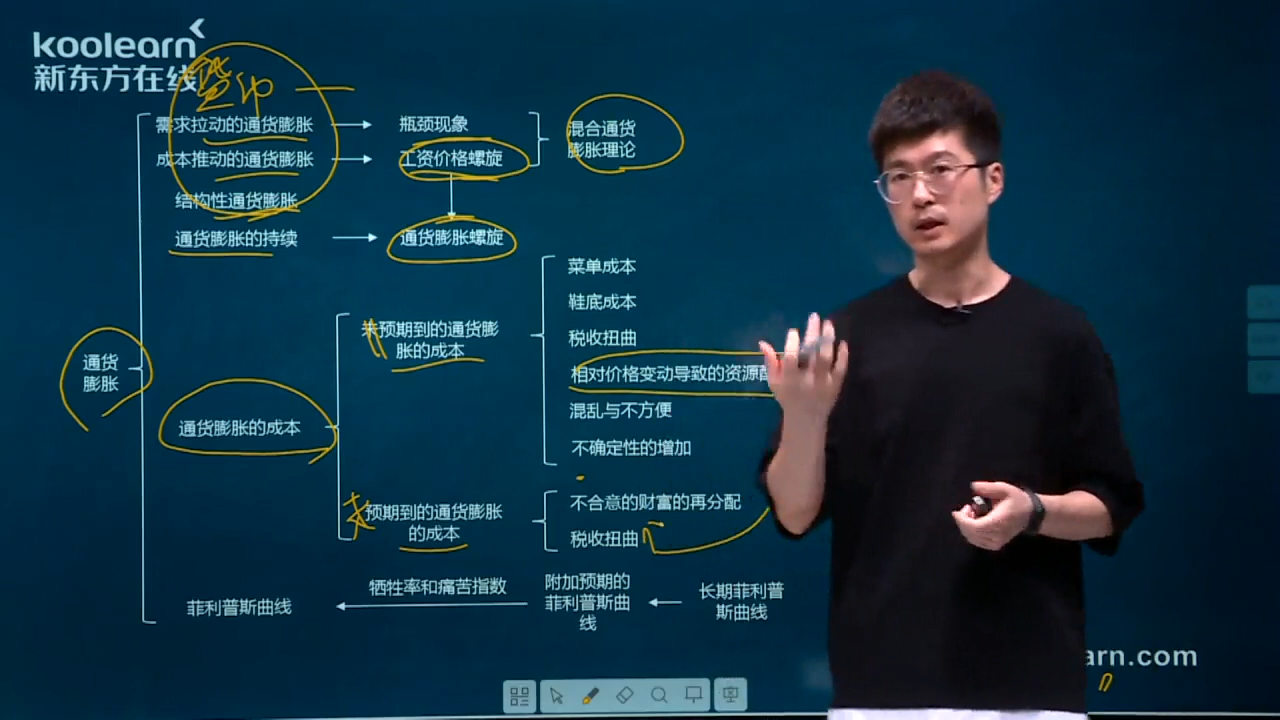 koolearn
新东方在线
货币
需求拉动的通货膨胀
瓶颈现象
混合通货
膨胀理论
成本推动的通货膨胀
工资价格螺旋
结构性通货膨胀
通货膨胀的持续
通货膨胀螺旋
通货
膨胀
通货膨胀的成本
未预期到的通货膨
胀的成本
菜单成本
鞋底成本
税收扭曲
相对价格变动导致的资源
混乱与不方便
不确定性的增加
未
预期到的通货膨胀
的成本
不合意的财富的再分配
税收扭曲
菲利普斯曲线
牺牲率和痛苦指数
附加预期的
菲利普斯曲
线
长期菲利普
斯曲线
arn.com